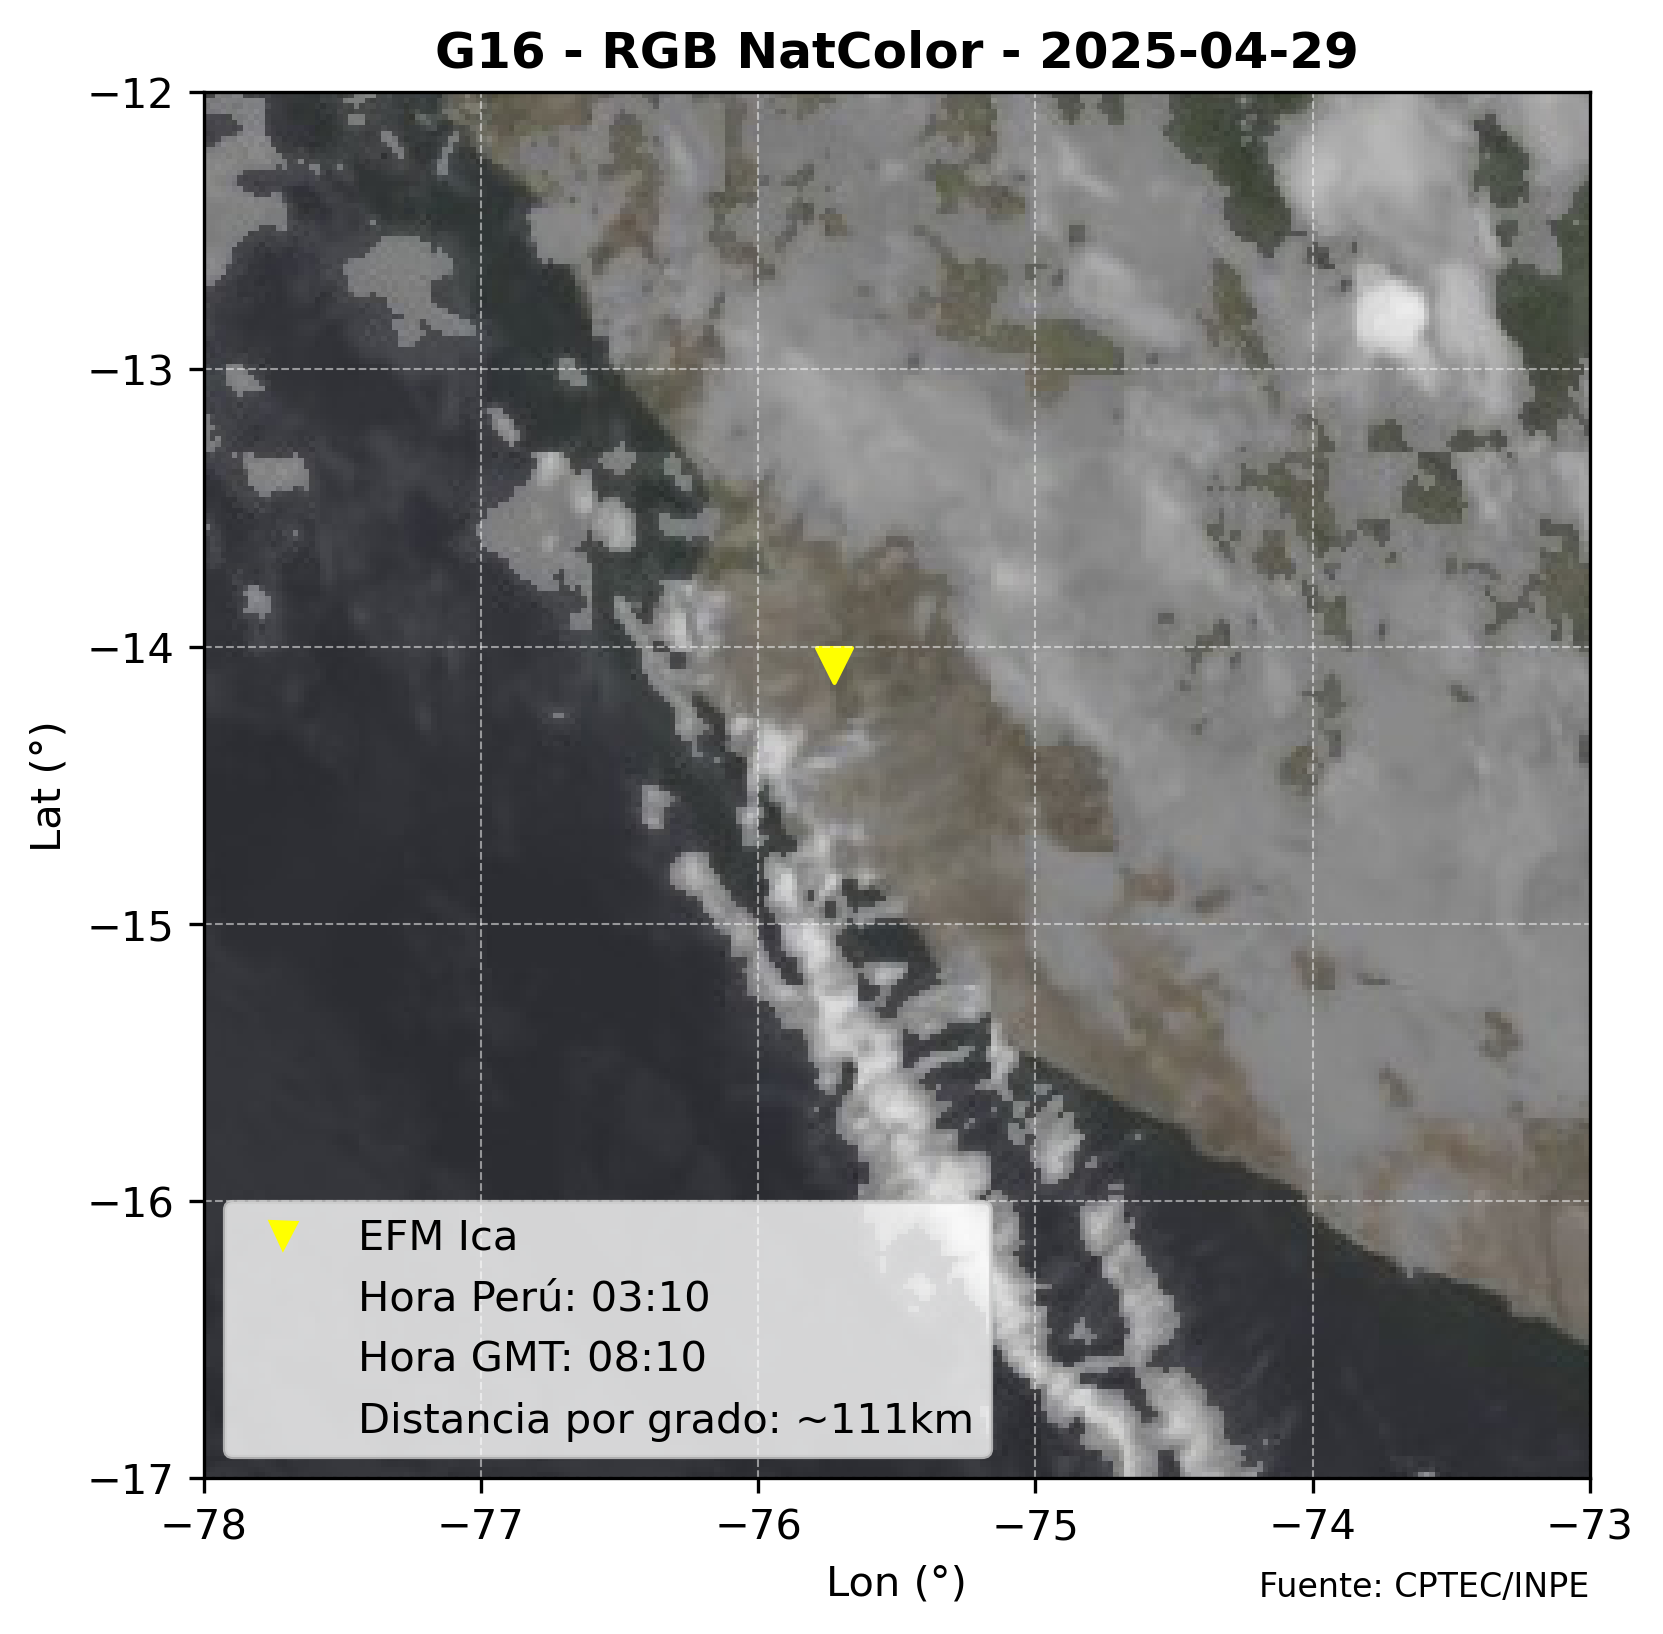 G16 - RGB NatColor - 2025-04-29
−12
−13
−14
−15
−16
−17
Lat (°)
EFM Ica
Hora Perú: 03:10
Hora GMT: 08:10
Distancia por grado: ~111km
−78 −77 −76 −75 −74 −73
Lon (°)
Fuente: CPTEC/INPE